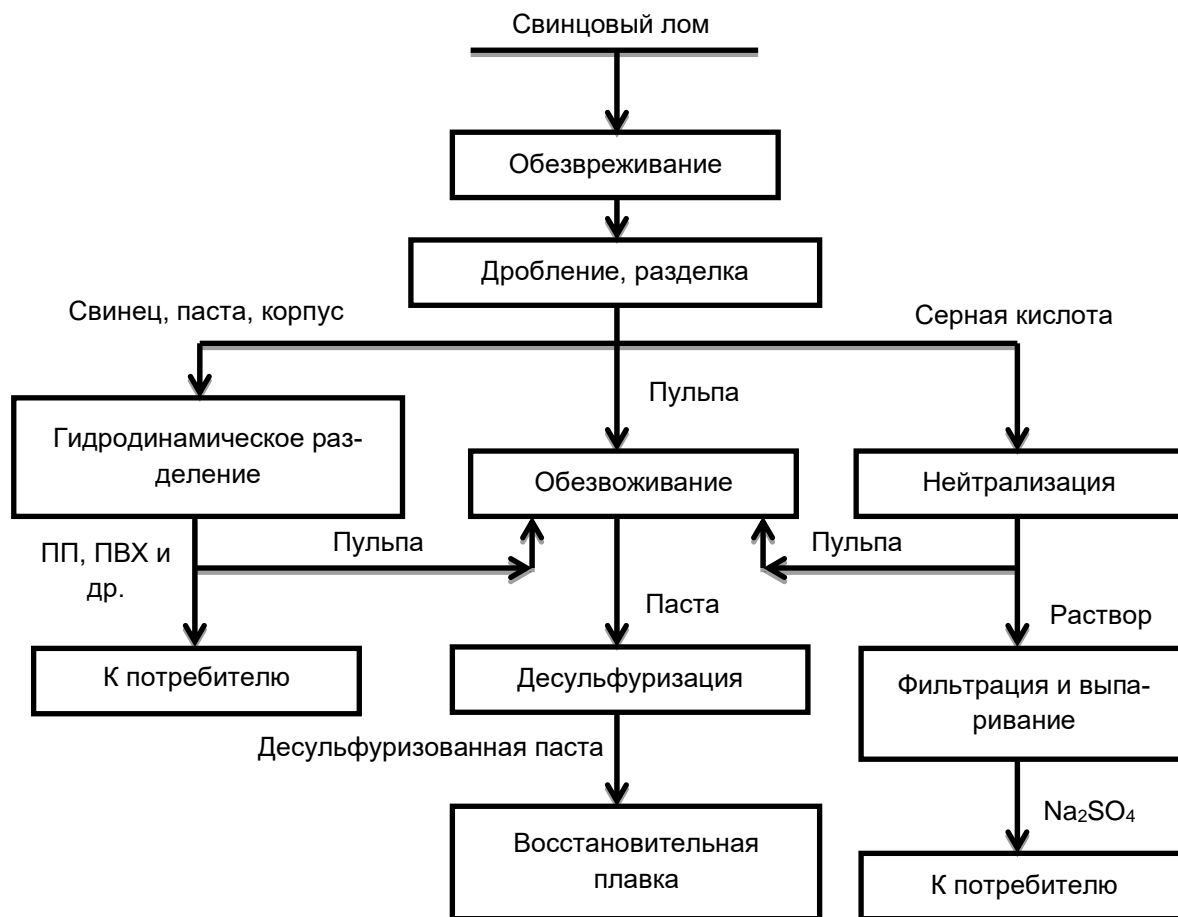 Свинцовый лом
Обезвреживание
Дробление, разделка
Свинец, паста, корпус
Серная кислота
Пульпа
Гидродинамическое раз-
деление
Обезвоживание
Нейтрализация
ПП, ПВХ и
др.
Пульпа
Пульпа
Паста
Раствор
К потребителю
Десульфуризация
Фильтрация и выпа-
ривание
Десульфуризованная паста
Na₂SO₄
Восстановительная
плавка
К потребителю